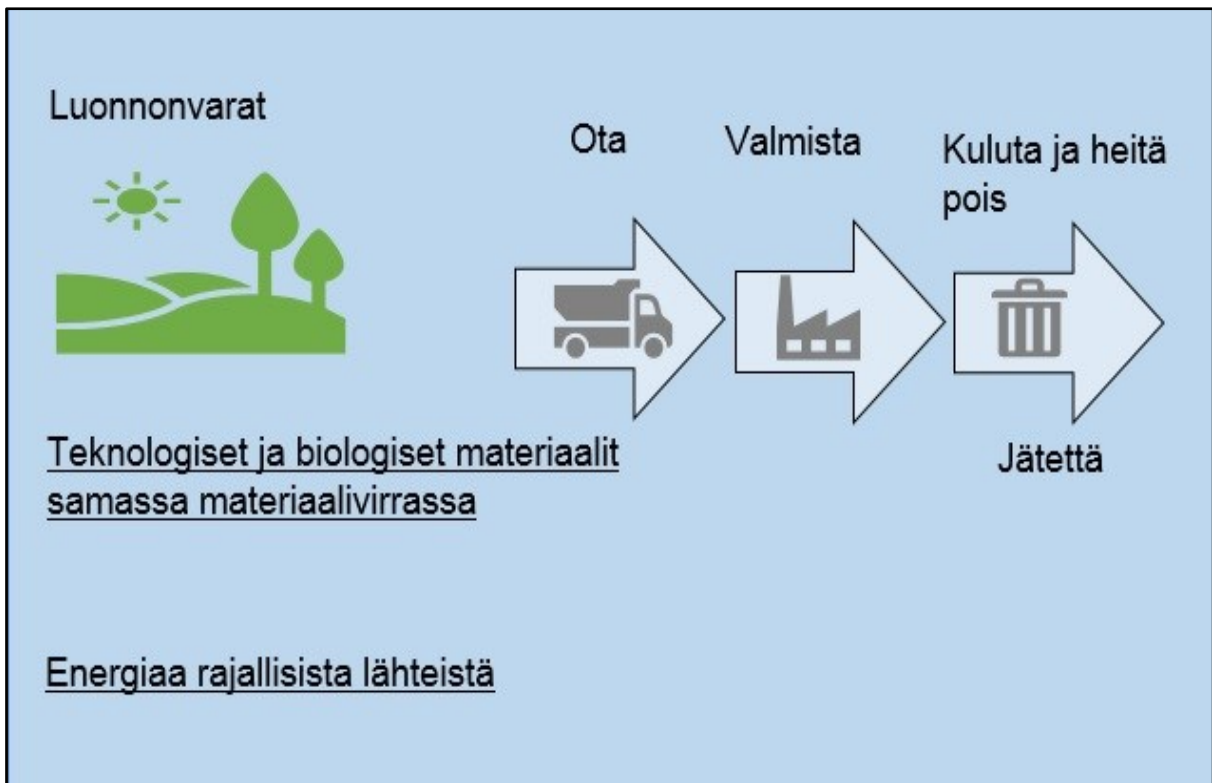 Luonnonvarat
Ota
Valmista
Kuluta ja heitä
pois
Teknologiset ja biologiset materiaalit
samassa materiaalivirrassa
Jätettä
Energiaa rajallisista lähteistä